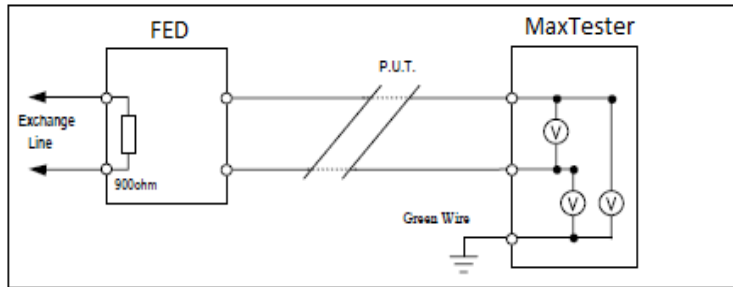 FED
MaxTester
P.U.T.
Exchange
Line
900ohm
V
V
V
Green Wire